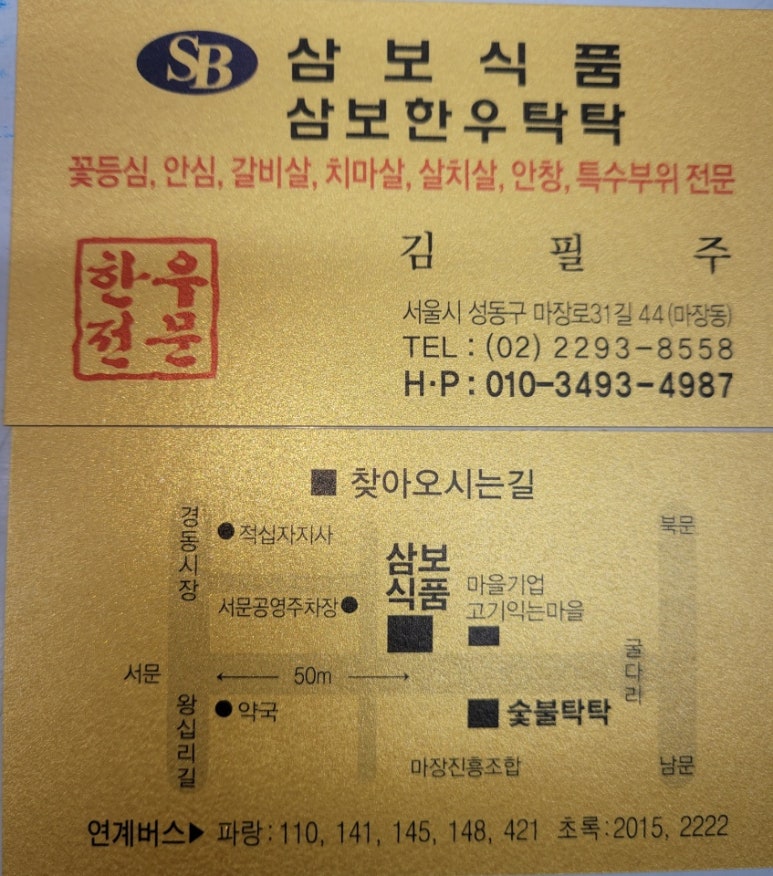 SB 삼보식품
삼보한우탁탁
꽃등심, 안심, 갈비살, 치마살, 살치살, 안창, 특수부위 전문
한우
전문
김필주
서울시 성동구 마장로31길 44 (마장동)
TEL : (02) 2293-8558
H·P : 010-3493-4987
■ 찾아오시는길
경동시장
● 적십자지사
북문
삼보
식품
마을기업
고기익는마을
서문공영주차장 ●
굴다리
서문
← 50m →
왕십리길
● 약국
숯불탁탁
마장진흥조합
남문
연계버스▶ 파랑 : 110, 141, 145, 148, 421 초록 : 2015, 2222